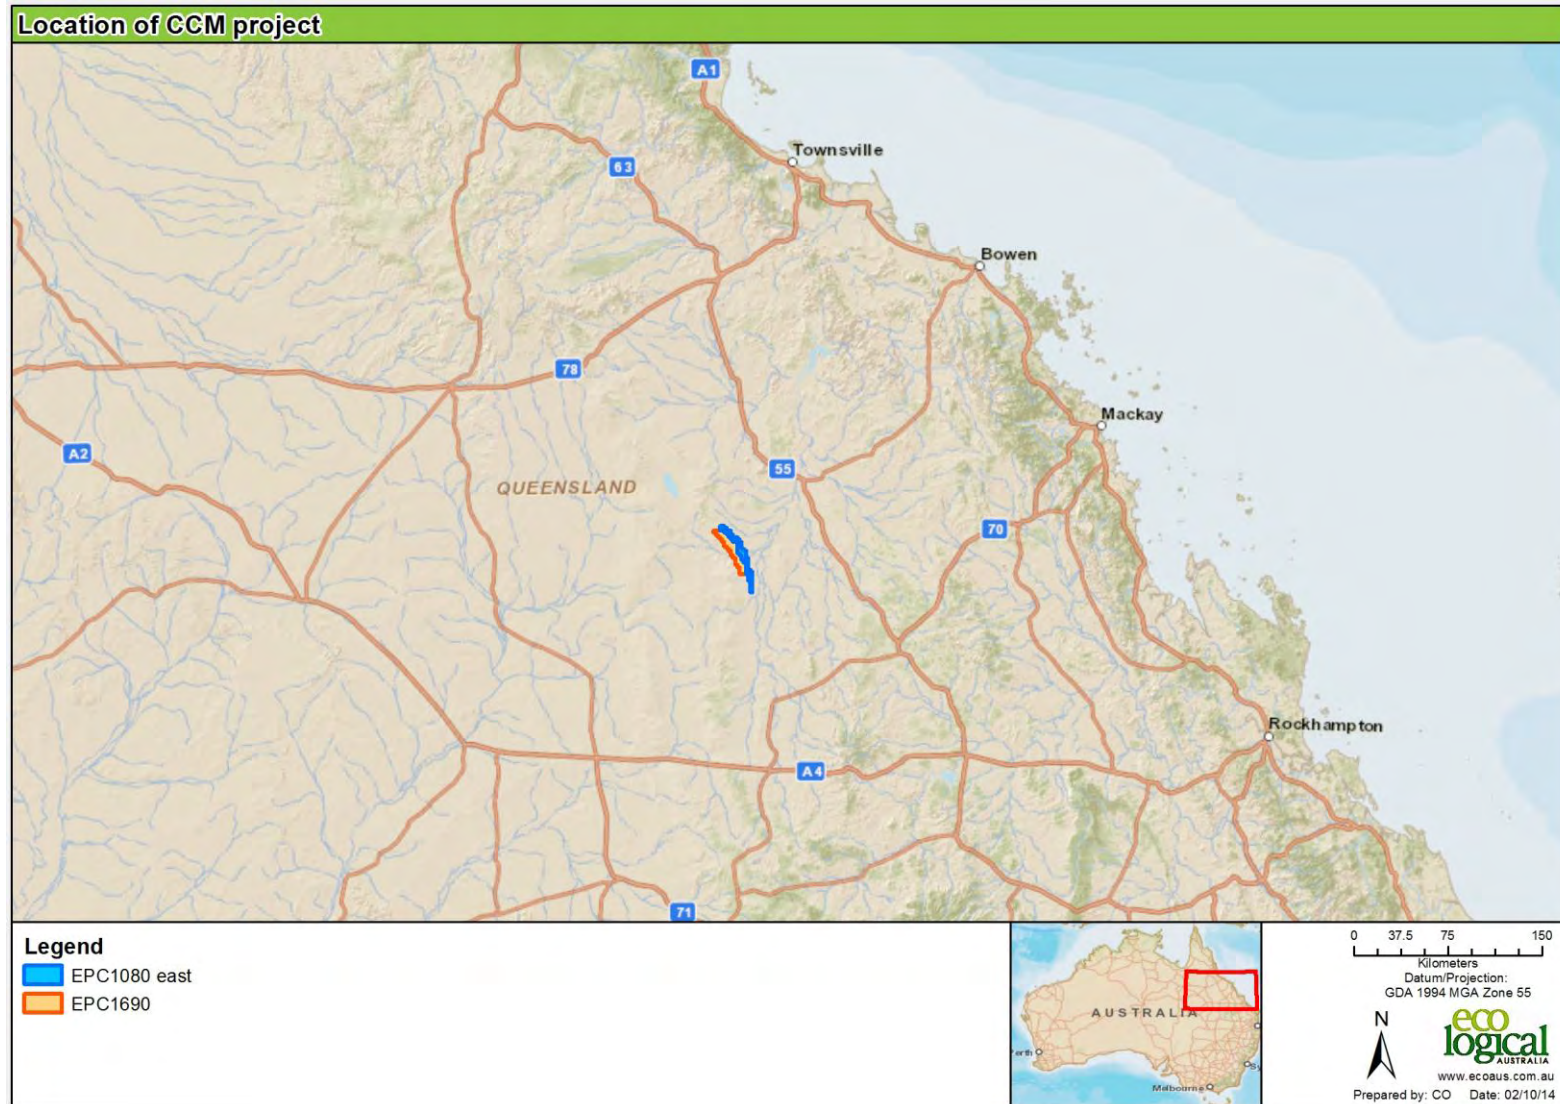 Location of CCM project
A1
Townsville
63
Bowen
78
Mackay
A2
55
QUEENSLAND
70
Rockhampton
A4
71
Legend
EPC1080 east
EPC1690
AUSTRALIA
Melbourne
0 37.5 75 150
Kilometers
Datum/Projection:
GDA 1994 MGA Zone 55
N
eco
logical
AUSTRALIA
www.ecoaus.com.au
Prepared by: CO Date: 02/10/14